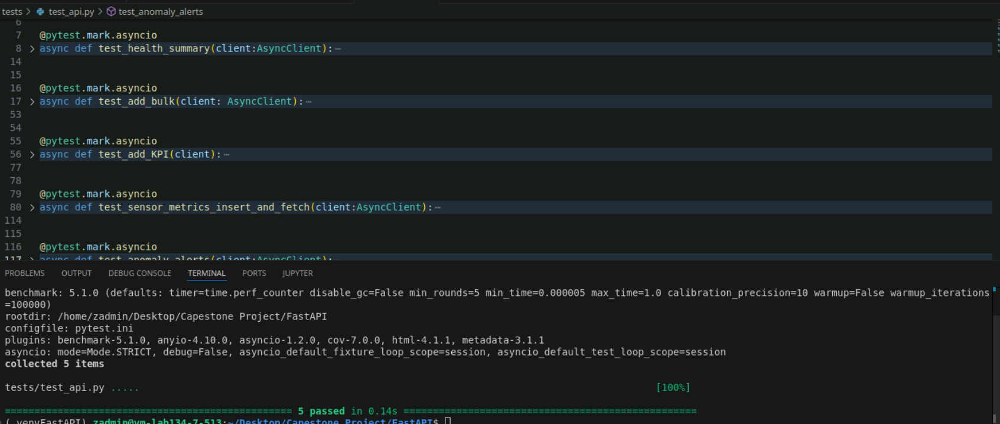 tests > test_api.py > test_anomaly_alerts
6
7 @pytest.mark.asyncio
8 > async def test_health_summary(client:AsyncClient):⋯
14
15
16 @pytest.mark.asyncio
17 > async def test_add_bulk(client: AsyncClient):⋯
53
54
55 @pytest.mark.asyncio
56 > async def test_add_KPI(client):⋯
77
78
79 @pytest.mark.asyncio
80 > async def test_sensor_metrics_insert_and_fetch(client:AsyncClient):⋯
114
115
116 @pytest.mark.asyncio
117 > async def test_anomaly_alerts(client:AsyncClient):⋯
PROBLEMS OUTPUT DEBUG CONSOLE TERMINAL PORTS JUPYTER
benchmark: 5.1.0 (defaults: timer=time.perf_counter disable_gc=False min_rounds=5 min_time=0.000005 max_time=1.0 calibration_precision=10 warmup=False warmup_iterations
=100000)
rootdir: /home/zadmin/Desktop/Capestone Project/FastAPI
configfile: pytest.ini
plugins: benchmark-5.1.0, anyio-4.10.0, asyncio-1.2.0, cov-7.0.0, html-4.1.1, metadata-3.1.1
asyncio: mode=Mode.STRICT, debug=False, asyncio_default_fixture_loop_scope=session, asyncio_default_test_loop_scope=session
collected 5 items
tests/test_api.py ..... [100%]
================================================= 5 passed in 0.14s ==================================================
(.venvFastAPI) zadmin@vm-lab134-7-513:~/Desktop/Capestone Project/FastAPI$